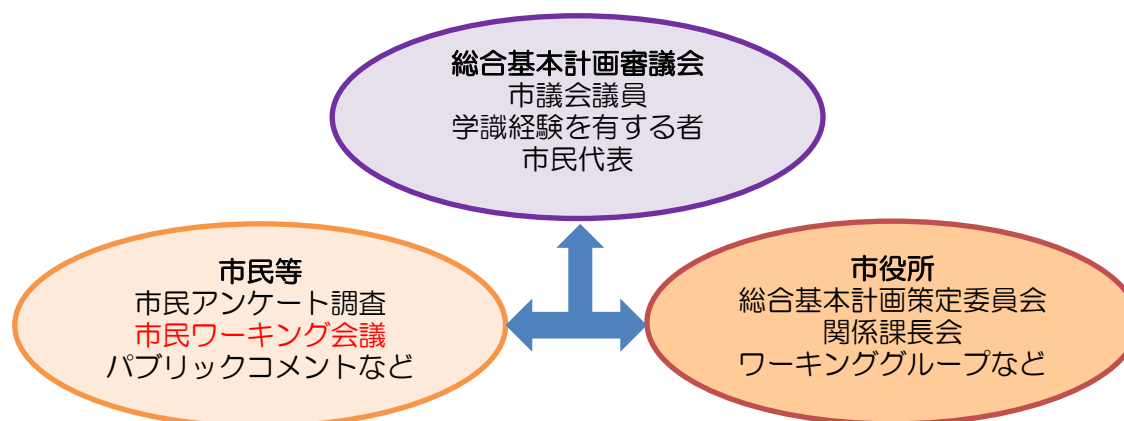 総合基本計画審議会
市議会議員
学識経験を有する者
市民代表
市民等
市民アンケート調査
市民ワーキング会議
パブリックコメントなど
市役所
総合基本計画策定委員会
関係課長会
ワーキンググループなど